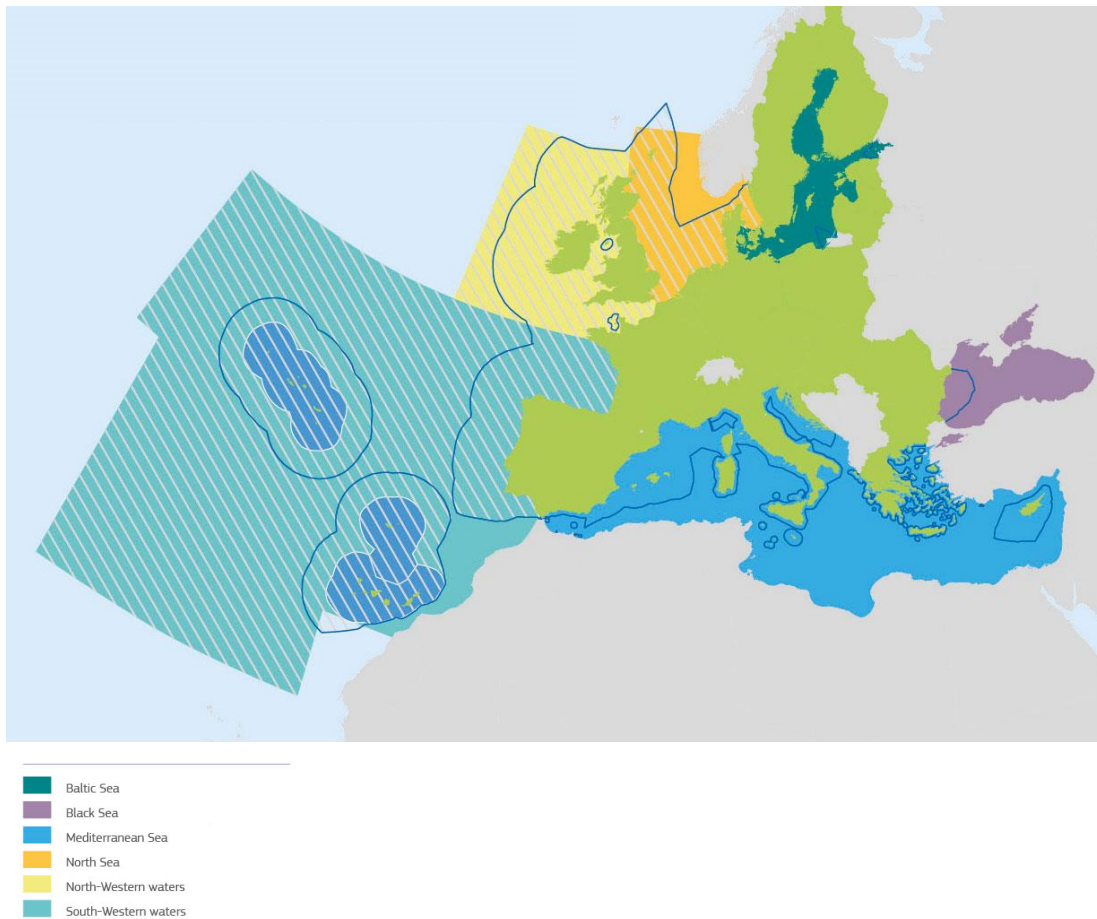 Baltic Sea
Black Sea
Mediterranean Sea
North Sea
North-Western waters
South-Western waters